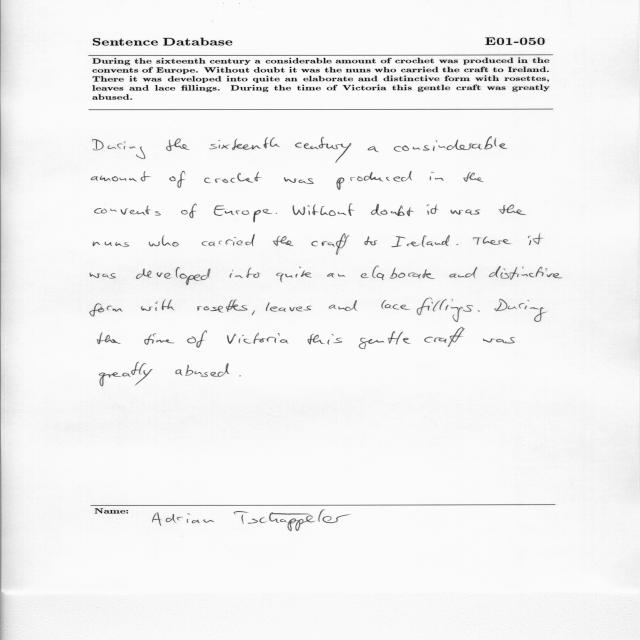 Sentence Database E01-050
During the sixteenth century a considerable amount of crochet was produced in the
convents of Europe. Without doubt it was the nuns who carried the craft to Ireland.
There it was developed into quite an elaborate and distinctive form with rosettes,
leaves and lace fillings. During the time of Victoria this gentle craft was greatly
abused.
During the sixteenth century a consinderable
amount of crochet was produced in the
convents of Europe. Without doubt it was the
nuns who carried the craft to Ireland. There it
was developed into quite an elaborate and distinctive
form with rosettes, leaves and lace fillings. During
the time of Victoria this gentle craft was
greatly abused.
Name: Adrian Tschäppeler